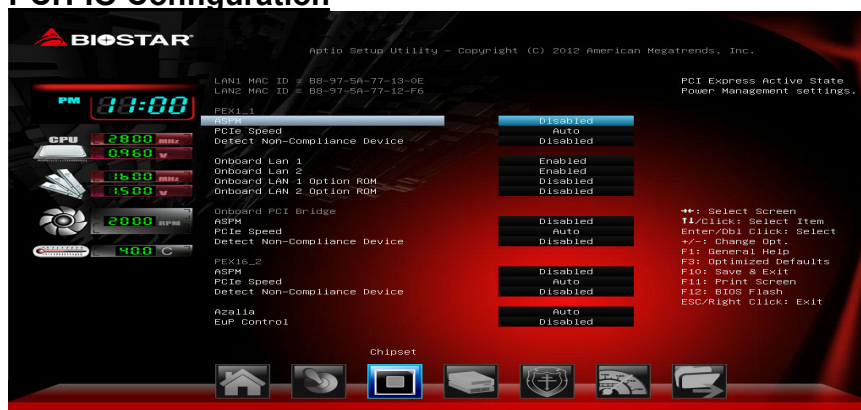 BIOSTAR
Aptio Setup Utility – Copyright (C) 2012 American Megatrends, Inc.
LAN1 MAC ID = B8-97-5A-77-13-0E
LAN2 MAC ID = B8-97-5A-77-12-F6
PEX1_1
ASPM Disabled
PCIe Speed Auto
Detect Non-Compliance Device Disabled
Onboard Lan 1 Enabled
Onboard Lan 2 Enabled
Onboard LAN 1 Option ROM Disabled
Onboard LAN 2 Option ROM Disabled
Onboard PCI Bridge
ASPM Disabled
PCIe Speed Auto
Detect Non-Compliance Device Disabled
PEX16_2
ASPM Disabled
PCIe Speed Auto
Detect Non-Compliance Device Disabled
Azalia Auto
EuP Control Disabled
PCI Express Active State
Power Management settings.
→←: Select Screen
↑↓/Click: Select Item
Enter/Dbl Click: Select
+/-: Change Opt.
F1: General Help
F3: Optimized Defaults
F10: Save & Exit
F11: Print Screen
F12: BIOS Flash
ESC/Right Click: Exit
PM
:00
CPU 2800 MHz
0.960 V
1600 MHz
1.500 V
2000 RPM
40.0 C
Chipset